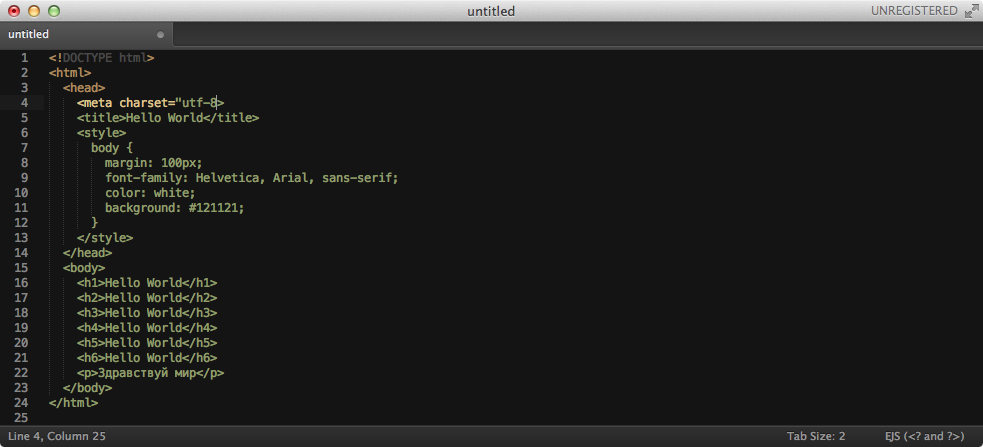 untitled
UNREGISTERED
untitled
1 <!DOCTYPE html>
2 <html>
3   <head>
4     <meta charset="utf-8>
5     <title>Hello World</title>
6     <style>
7       body {
8         margin: 100px;
9         font-family: Helvetica, Arial, sans-serif;
10         color: white;
11         background: #121121;
12       }
13     </style>
14   </head>
15   <body>
16     <h1>Hello World</h1>
17     <h2>Hello World</h2>
18     <h3>Hello World</h3>
19     <h4>Hello World</h4>
20     <h5>Hello World</h5>
21     <h6>Hello World</h6>
22     <p>Здравствуй мир</p>
23   </body>
24 </html>
25
Line 4, Column 25
Tab Size: 2
EJS (<? and ?>)